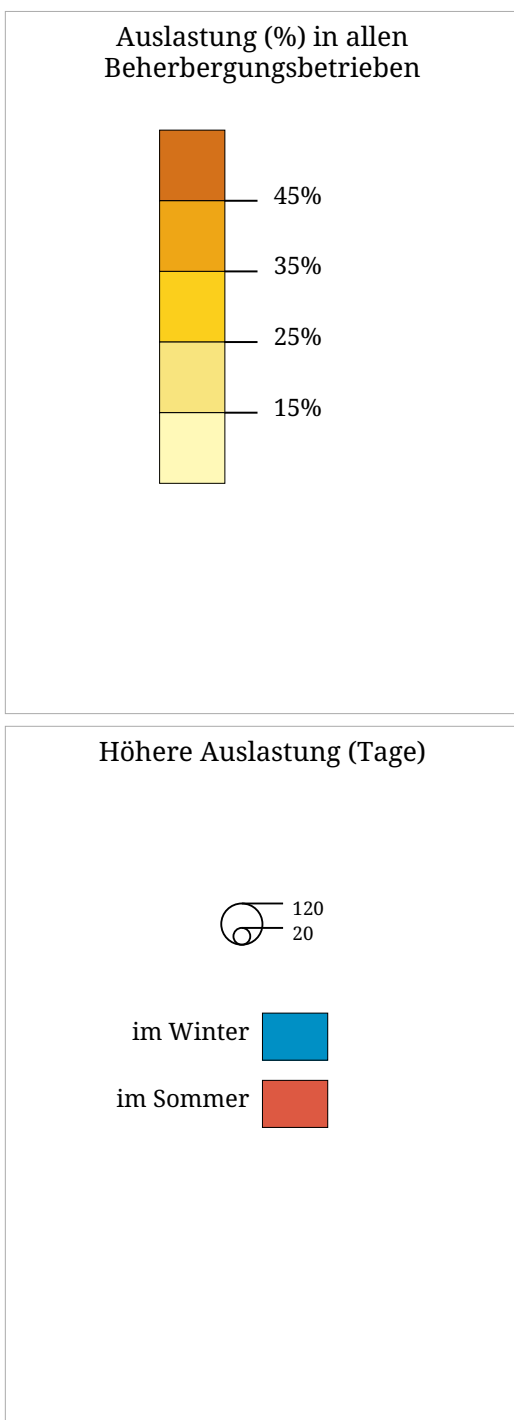 Auslastung (%) in allen
Beherbergungsbetrieben
45%
35%
25%
15%
Höhere Auslastung (Tage)
120
20
im Winter
im Sommer